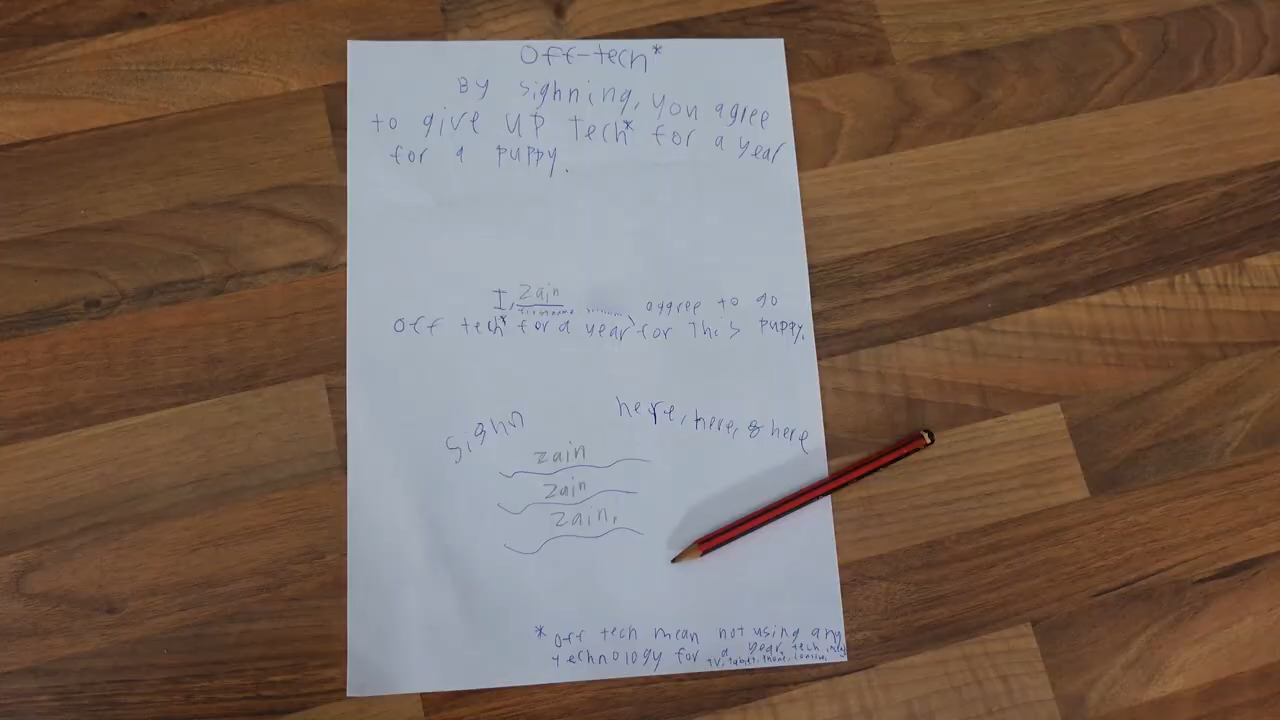 Off-tech*
By sighning, you agree
to give up tech* for a year
for a puppy.
I, Zain ........, aggree to go
firstname
Off tech* for a year for this puppy.
sighn here, here, & here
zain
zain
zain.
* Off tech mean not using any
technology for a year, tech
TV, tablet, phone,